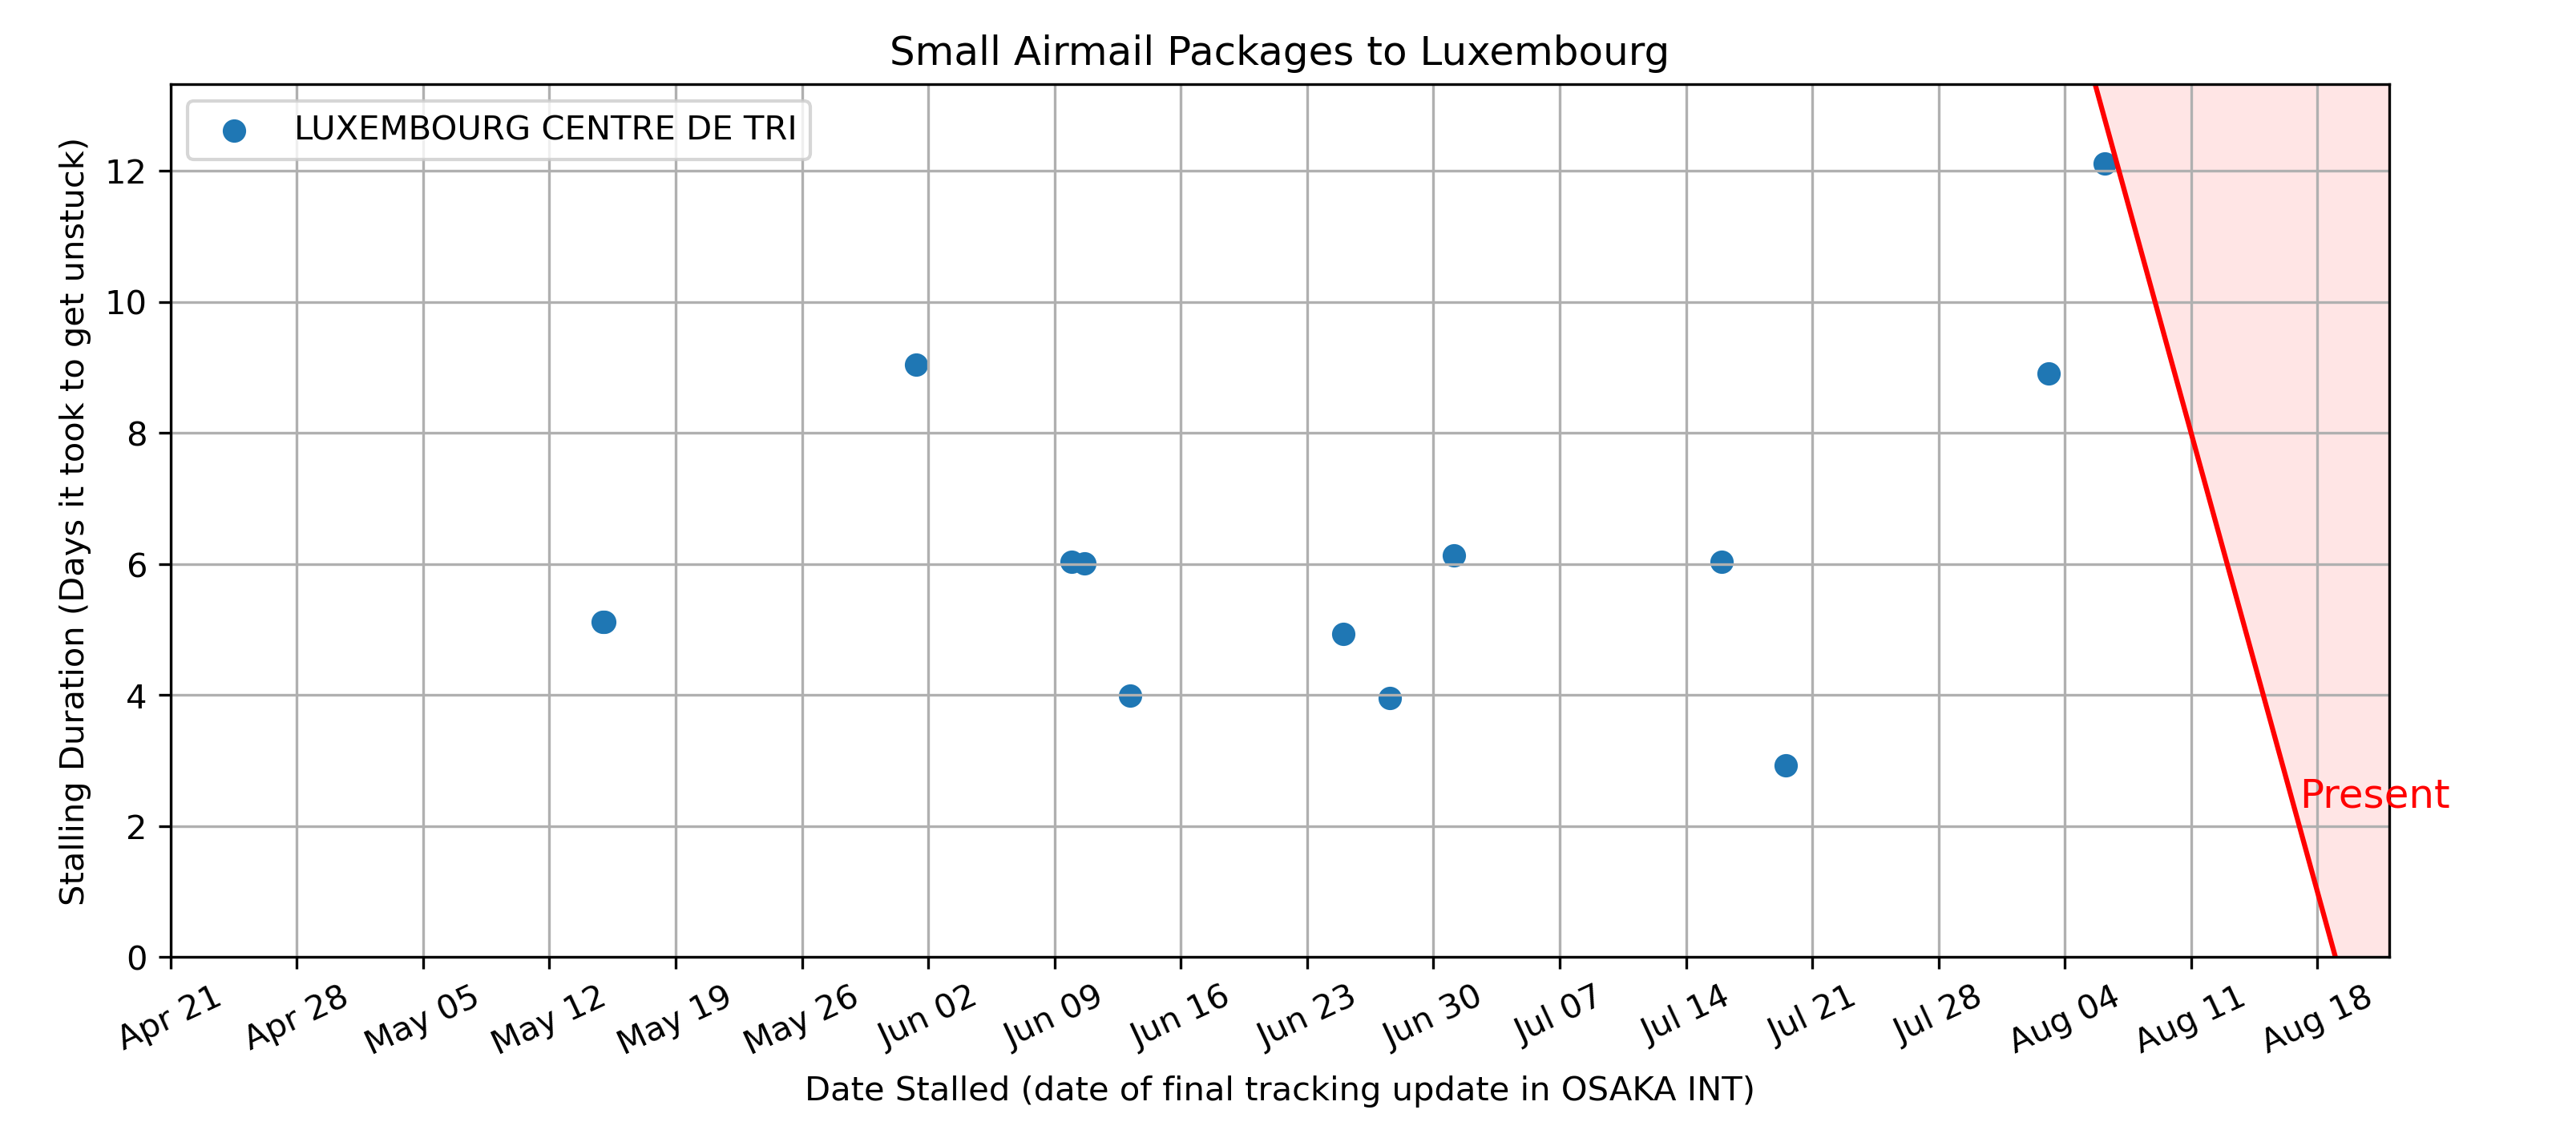 Small Airmail Packages to Luxembourg
LUXEMBOURG CENTRE DE TRI
Stalling Duration (Days it took to get unstuck)
12
10
8
6
4
2
0
Present
Apr 21
Apr 28
May 05
May 12
May 19
May 26
Jun 02
Jun 09
Jun 16
Jun 23
Jun 30
Jul 07
Jul 14
Jul 21
Jul 28
Aug 04
Aug 11
Aug 18
Date Stalled (date of final tracking update in OSAKA INT)